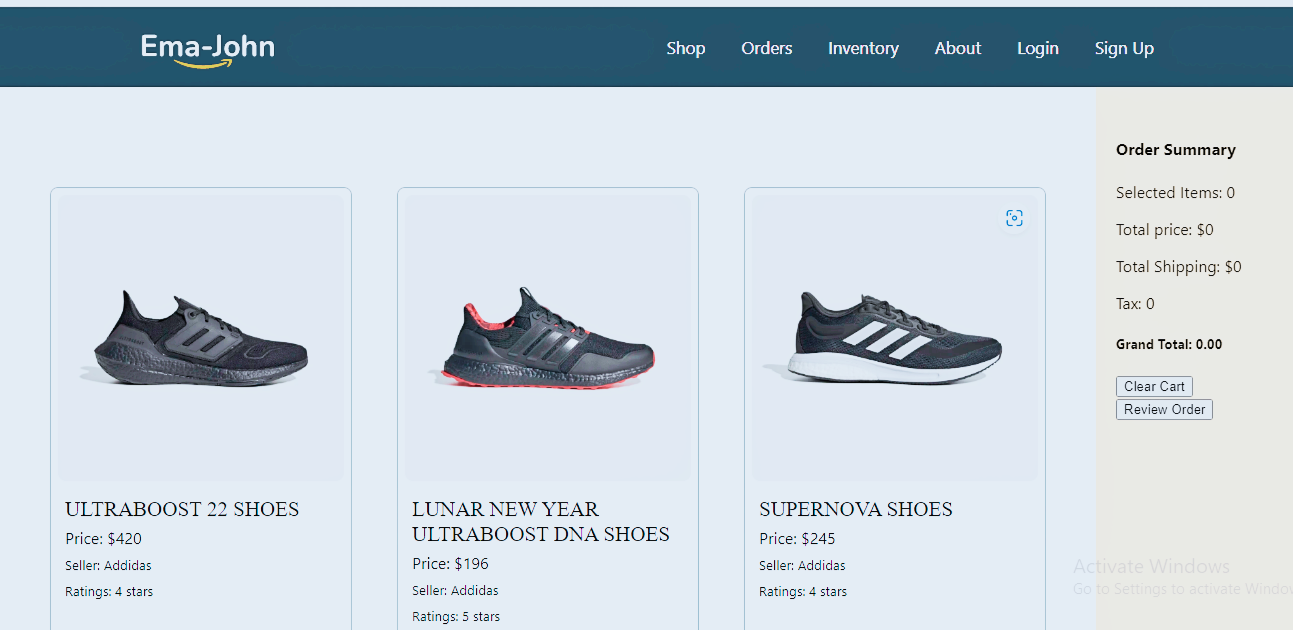 Ema-John
Shop Orders Inventory About Login Sign Up
Order Summary
Selected Items: 0
Total price: $0
Total Shipping: $0
Tax: 0
Grand Total: 0.00
Clear Cart
Review Order
ULTRABOOST 22 SHOES
Price: $420
Seller: Addidas
Ratings: 4 stars
LUNAR NEW YEAR
ULTRABOOST DNA SHOES
Price: $196
Seller: Addidas
Ratings: 5 stars
SUPERNOVA SHOES
Price: $245
Seller: Addidas
Ratings: 4 stars
Activate Windows
Go to Settings to activate Windo